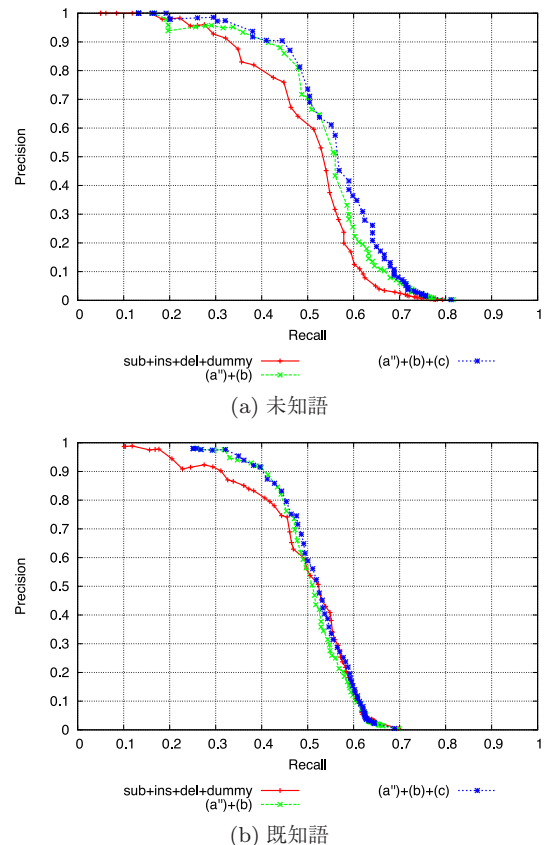 1
0.9
0.8
0.7
0.6
0.5
0.4
0.3
0.2
0.1
0
Precision
0 0.1 0.2 0.3 0.4 0.5 0.6 0.7 0.8 0.9 1
Recall
sub+ins+del+dummy (a'')+(b)+(c)
(a'')+(b)
(a) 未知語
1
0.9
0.8
0.7
0.6
0.5
0.4
0.3
0.2
0.1
0
Precision
0 0.1 0.2 0.3 0.4 0.5 0.6 0.7 0.8 0.9 1
Recall
sub+ins+del+dummy (a'')+(b)+(c)
(a'')+(b)
(b) 既知語